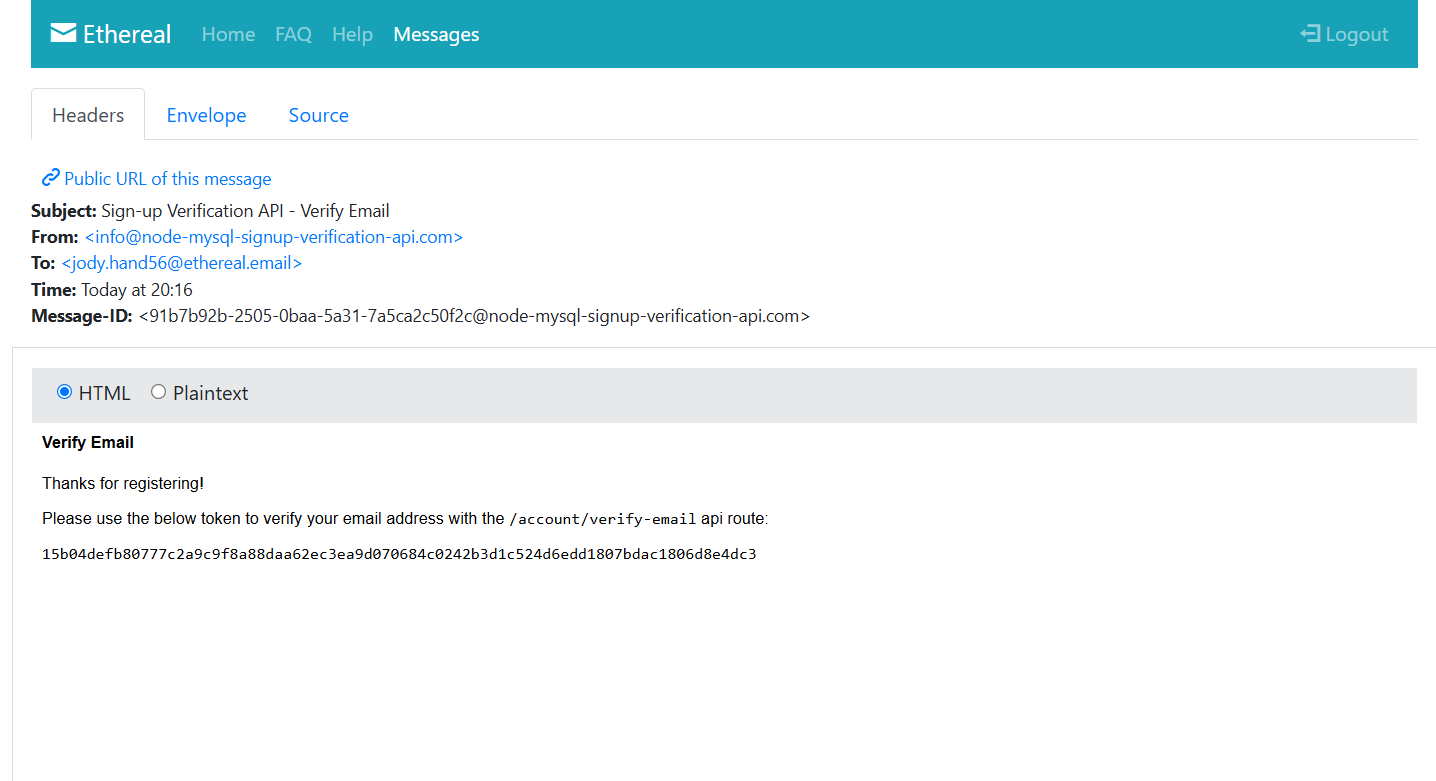 Ethereal Home FAQ Help Messages Logout
Headers Envelope Source
Public URL of this message
Subject: Sign-up Verification API - Verify Email
From: <info@node-mysql-signup-verification-api.com>
To: <jody.hand56@ethereal.email>
Time: Today at 20:16
Message-ID: <91b7b92b-2505-0baa-5a31-7a5ca2c50f2c@node-mysql-signup-verification-api.com>
HTML Plaintext
Verify Email
Thanks for registering!
Please use the below token to verify your email address with the /account/verify-email api route:
15b04defb80777c2a9c9f8a88daa62ec3ea9d070684c0242b3d1c524d6edd1807bdac1806d8e4dc3